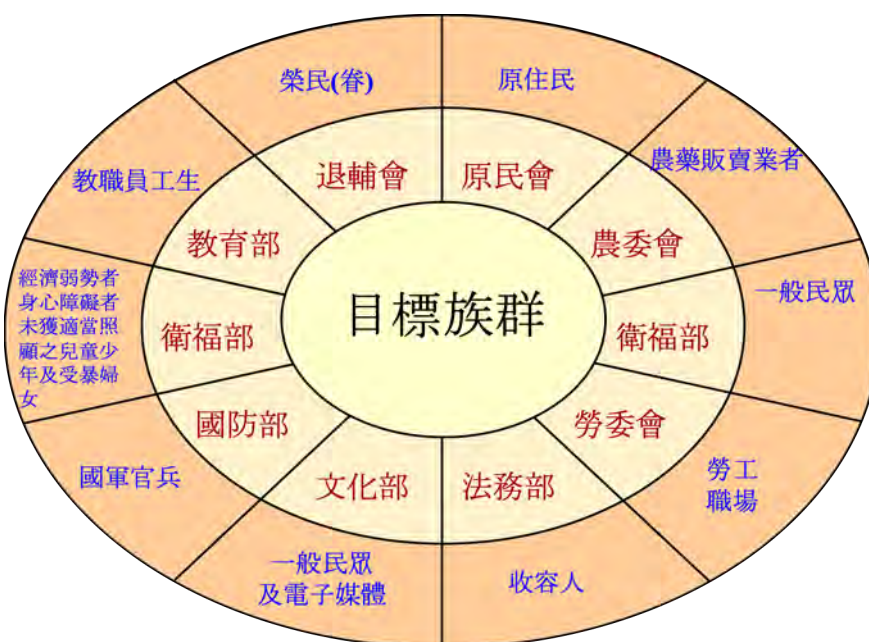 目標族群
原民會
原住民
農委會
農藥販賣業者
衛福部
一般民眾
勞委會
勞工
職場
法務部
收容人
文化部
一般民眾
及電子媒體
國防部
國軍官兵
衛福部
經濟弱勢者
身心障礙者
未獲適當照
顧之兒童少
年及受暴婦
女
教育部
教職員工生
退輔會
榮民(眷)